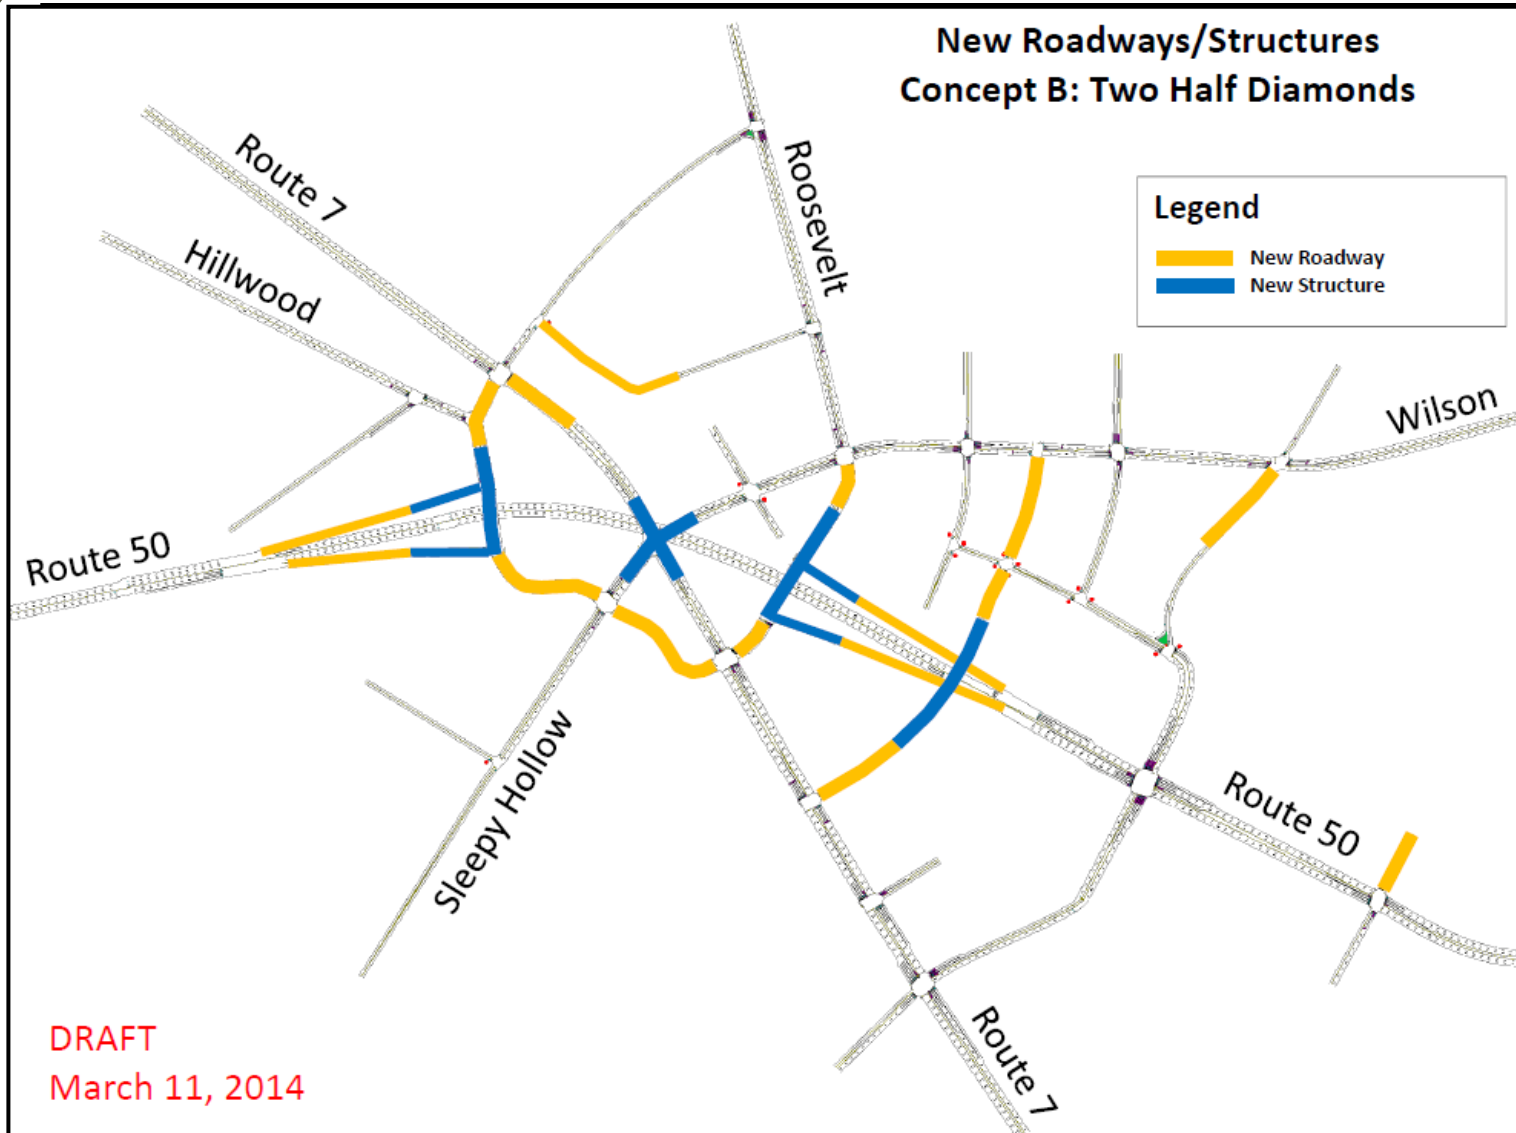 New Roadways/Structures
Concept B: Two Half Diamonds
Route 7
Roosevelt
Legend
New Roadway
New Structure
Hillwood
Wilson
Route 50
Sleepy Hollow
Route 50
Route 7
DRAFT
March 11, 2014